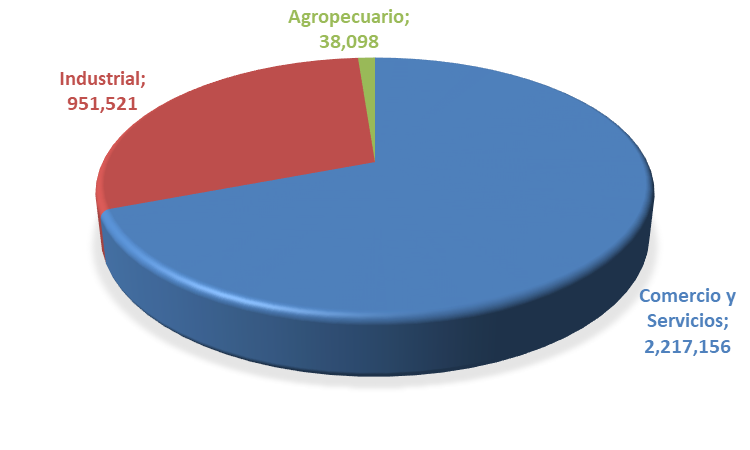 Agropecuario;
38,098
Industrial;
951,521
Comercio y
Servicios;
2,217,156